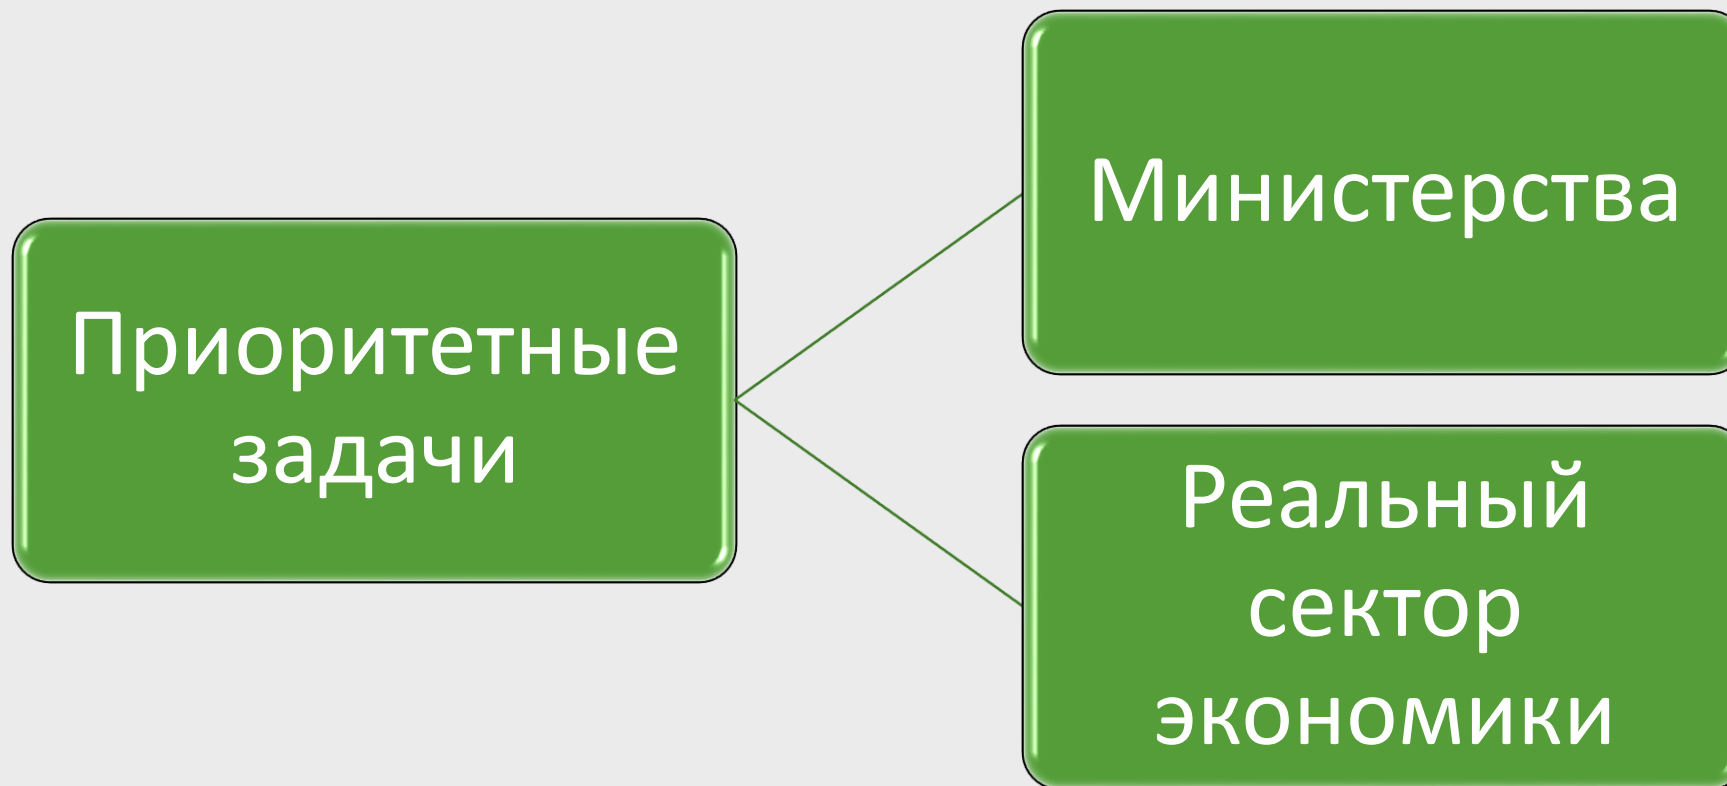 Приоритетные
задачи
Министерства
Реальный
сектор
экономики